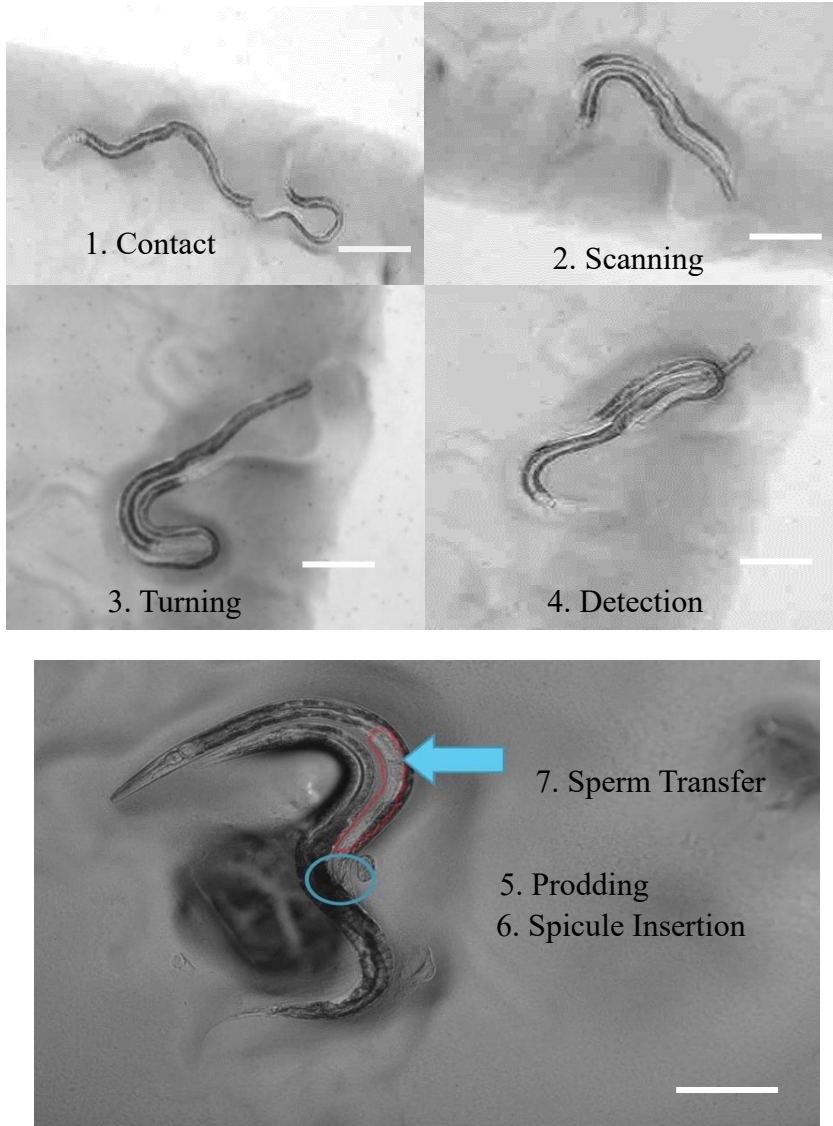 1. Contact
2. Scanning
3. Turning
4. Detection
7. Sperm Transfer
5. Prodding
6. Spicule Insertion